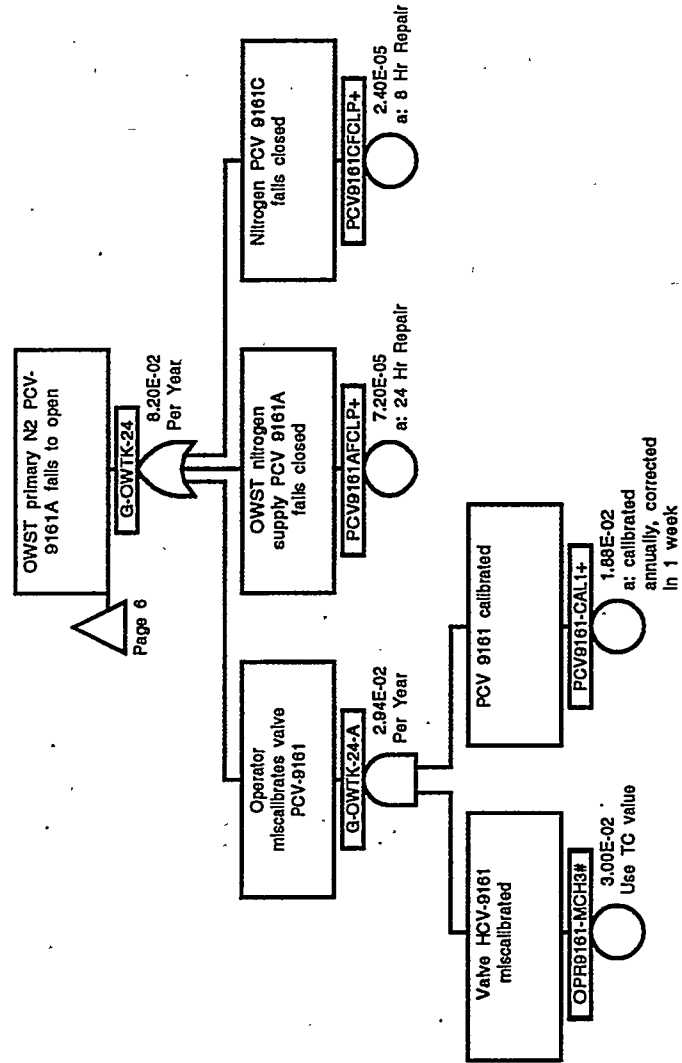 OWST primary N2 PCV-
9161A fails to open
G-OWTK-24
Page 6
8.20E-02
Per Year
Operator
miscalibrates valve
PCV-9161
G-OWTK-24-A
2.94E-02
Per Year
OWST nitrogen
supply PCV 9161A
fails closed
PCV9161AFCLP+
7.20E-05
a: 24 Hr Repair
Nitrogen PCV 9161C
fails closed
PCV9161CFCLP+
2.40E-05
a: 8 Hr Repair
Valve HCV-9161
miscalibrated
OPR9161-MCH3#
3.00E-02
Use TC value
PCV 9161 calibrated
PCV9161-CAL1+
1.88E-02
a: calibrated
annually, corrected
in 1 week